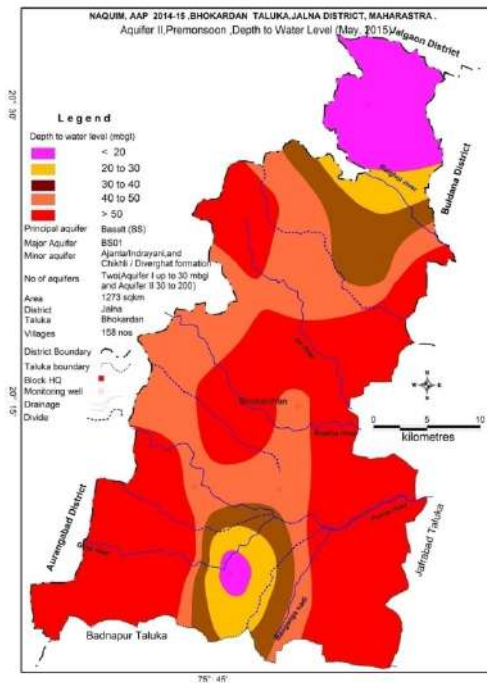 NAQUIM, AAP 2014-15 ,BHOKARDAN TALUKA,JALNA DISTRICT, MAHARASTRA .
Aquifer II,Premonsoon ,Depth to Water Level (May, 2015)
Jalgaon District
20° 30'
Legend
Depth to water level (mbgl)
< 20
20 to 30
30 to 40
40 to 50
> 50
Principal aquifer Basalt (BS)
Major Aquifer BS01
Minor aquifer Ajanta/Indrayani,and
Chikhli / Diverghat formation
No of aquifers Two(Aquifer I up to 30 mbgl
and Aquifer II 30 to 200)
Area 1273 sqkm
District Jalna
Taluka Bhokardan
Villages 158 nos
District Boundary
Taluka boundary
Block HQ
Monitoring well
Drainage
Divide
Buldana District
20° 15'
Bhokardan
N
W E
S
0 5 10
kilometres
Aurangabad District
Jafrabad Taluka
Badnapur Taluka
75° 45'